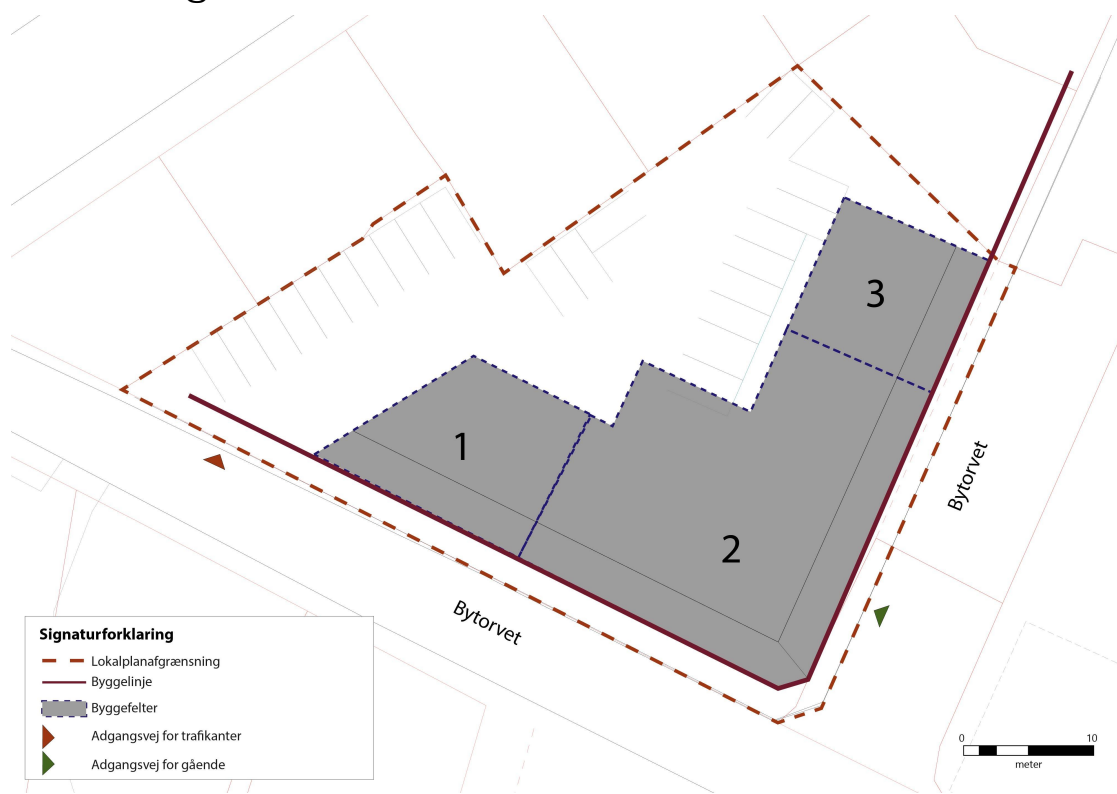 3
1
2
Bytorvet
Bytorvet
Signaturforklaring
Lokalplanafgrænsning
Byggelinje
Byggefelter
Adgangsvej for trafikanter
Adgangsvej for gående
0 10
meter